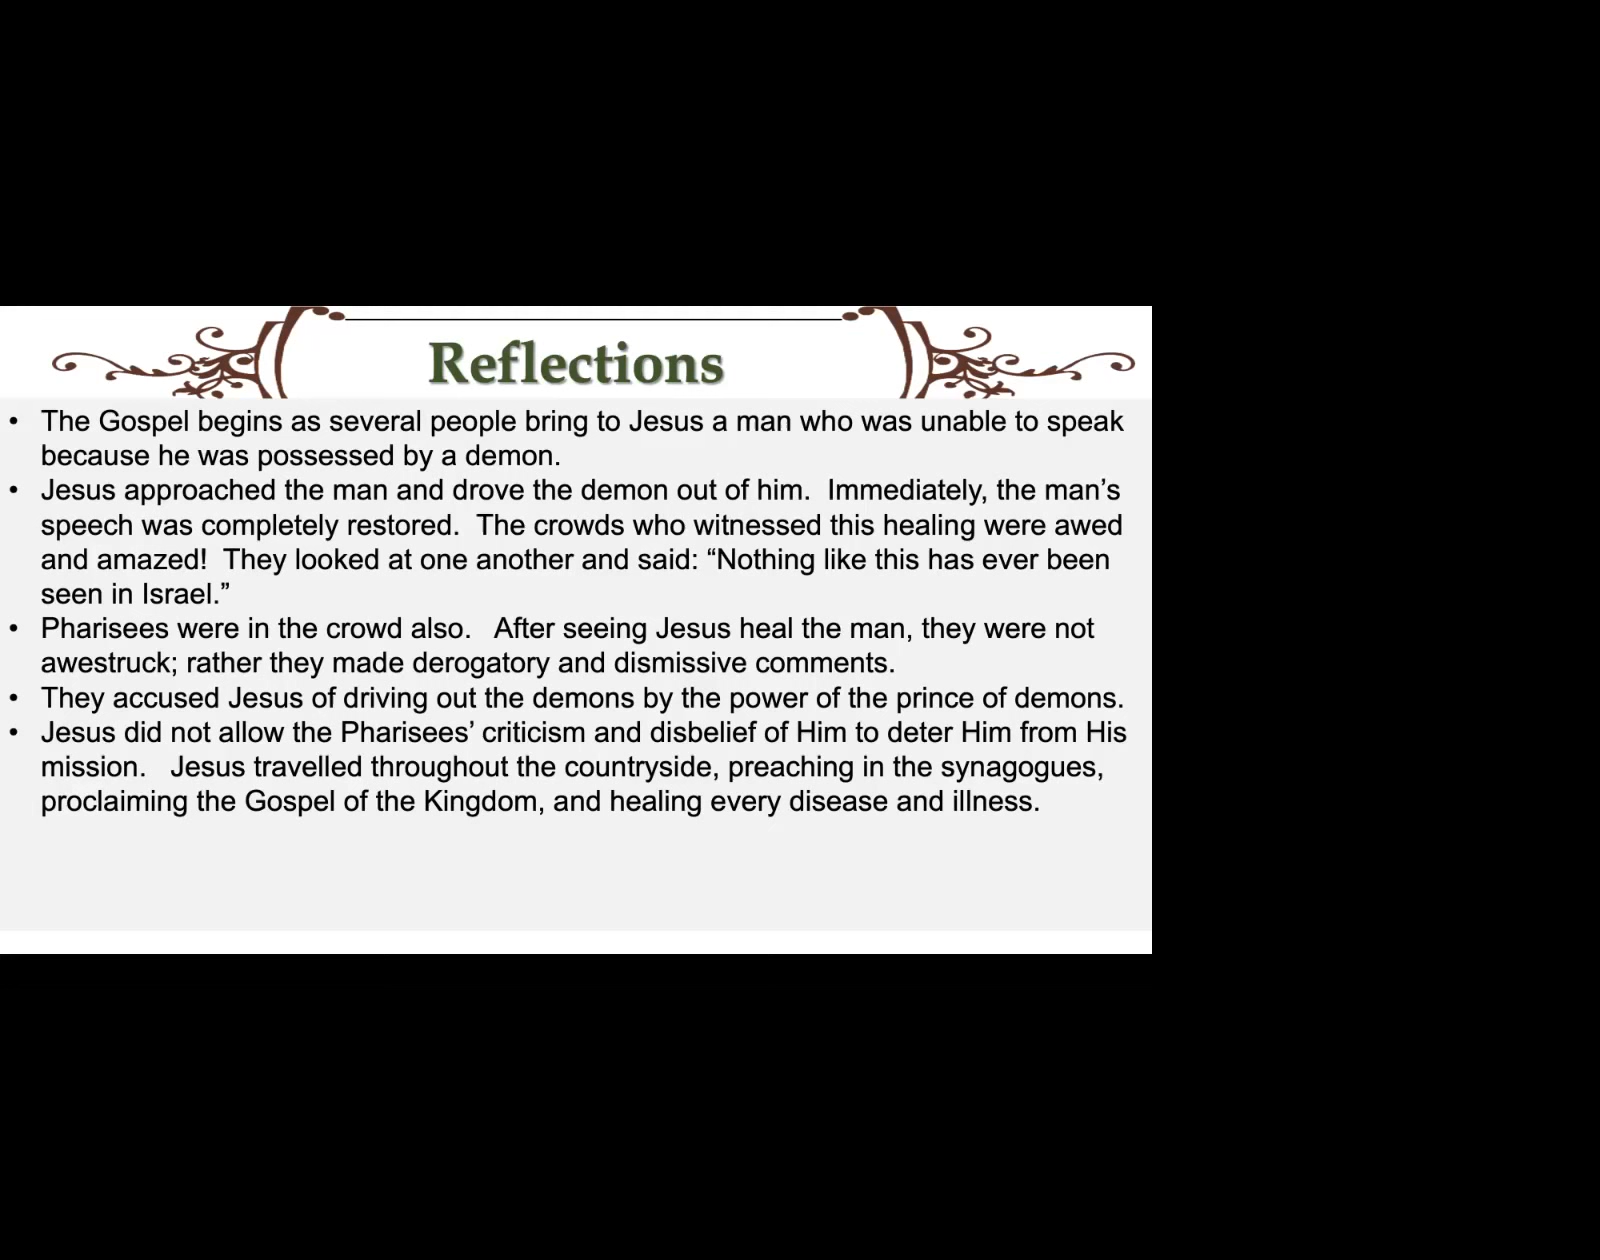 Reflections
• The Gospel begins as several people bring to Jesus a man who was unable to speak
because he was possessed by a demon.
• Jesus approached the man and drove the demon out of him.  Immediately, the man’s
speech was completely restored.  The crowds who witnessed this healing were awed
and amazed!  They looked at one another and said: “Nothing like this has ever been
seen in Israel.”
• Pharisees were in the crowd also.   After seeing Jesus heal the man, they were not
awestruck; rather they made derogatory and dismissive comments.
• They accused Jesus of driving out the demons by the power of the prince of demons.
• Jesus did not allow the Pharisees’ criticism and disbelief of Him to deter Him from His
mission.   Jesus travelled throughout the countryside, preaching in the synagogues,
proclaiming the Gospel of the Kingdom, and healing every disease and illness.